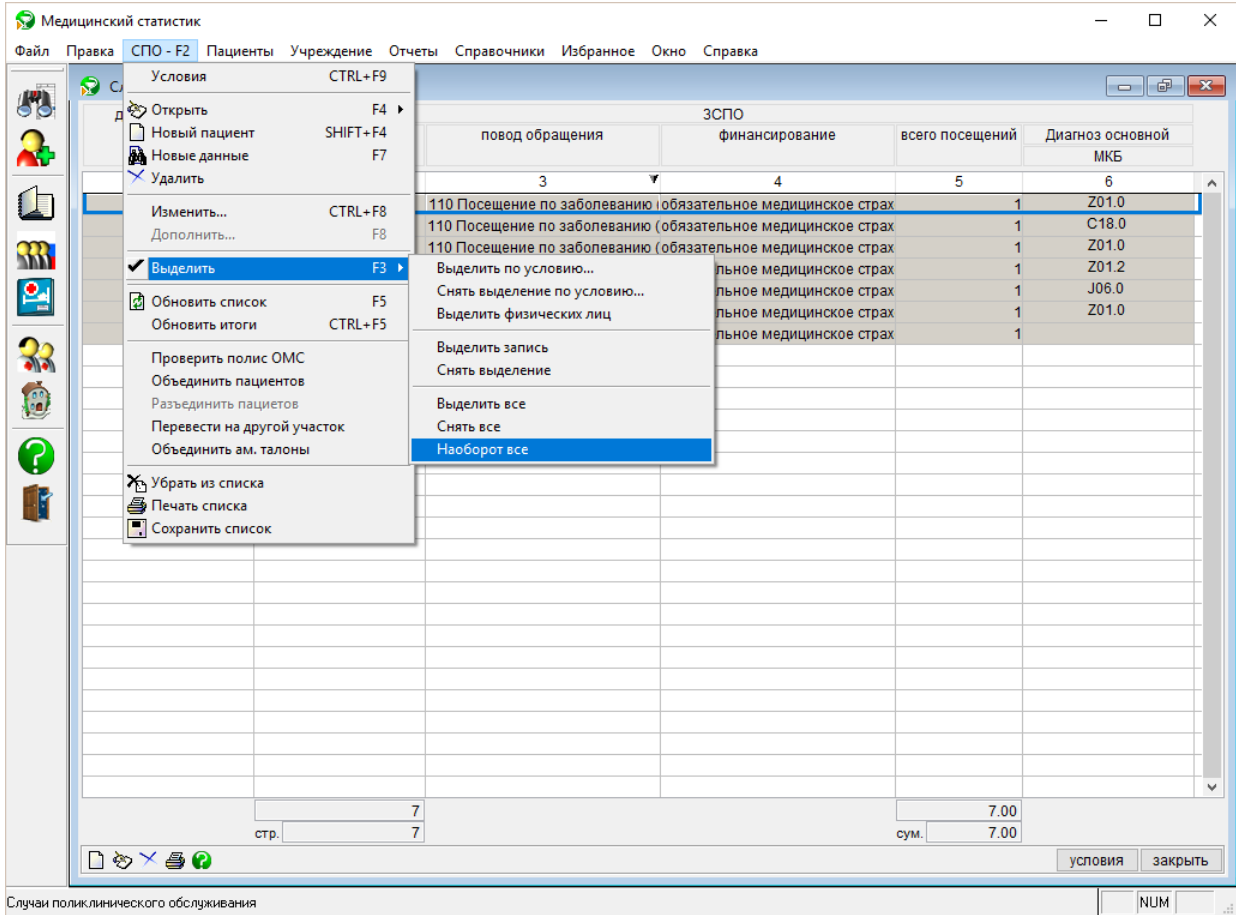 Медицинский статистик
Файл Правка СПО - F2 Пациенты Учреждение Отчеты Справочники Избранное Окно Справка
Условия CTRL+F9
Открыть F4
Новый пациент SHIFT+F4
Новые данные F7
Удалить
Изменить... CTRL+F8
Дополнить... F8
Выделить F3
Обновить список F5
Обновить итоги CTRL+F5
Проверить полис ОМС
Объединить пациентов
Разъединить пациетов
Перевести на другой участок
Объединить ам. талоны
Убрать из списка
Печать списка
Сохранить список
Выделить по условию...
Снять выделение по условию...
Выделить физических лиц
Выделить запись
Снять выделение
Выделить все
Снять все
Наоборот все
ЗСПО
повод обращения финансирование всего посещений Диагноз основной
МКБ
3 4 5 6
110 Посещение по заболеванию (обязательное медицинское страх 1 Z01.0
110 Посещение по заболеванию (обязательное медицинское страх 1 C18.0
110 Посещение по заболеванию (обязательное медицинское страх 1 Z01.0
льное медицинское страх 1 Z01.2
льное медицинское страх 1 J06.0
льное медицинское страх 1 Z01.0
льное медицинское страх 1
7 7.00
стр. 7 сум. 7.00
условия закрыть
Случаи поликлинического обслуживания NUM